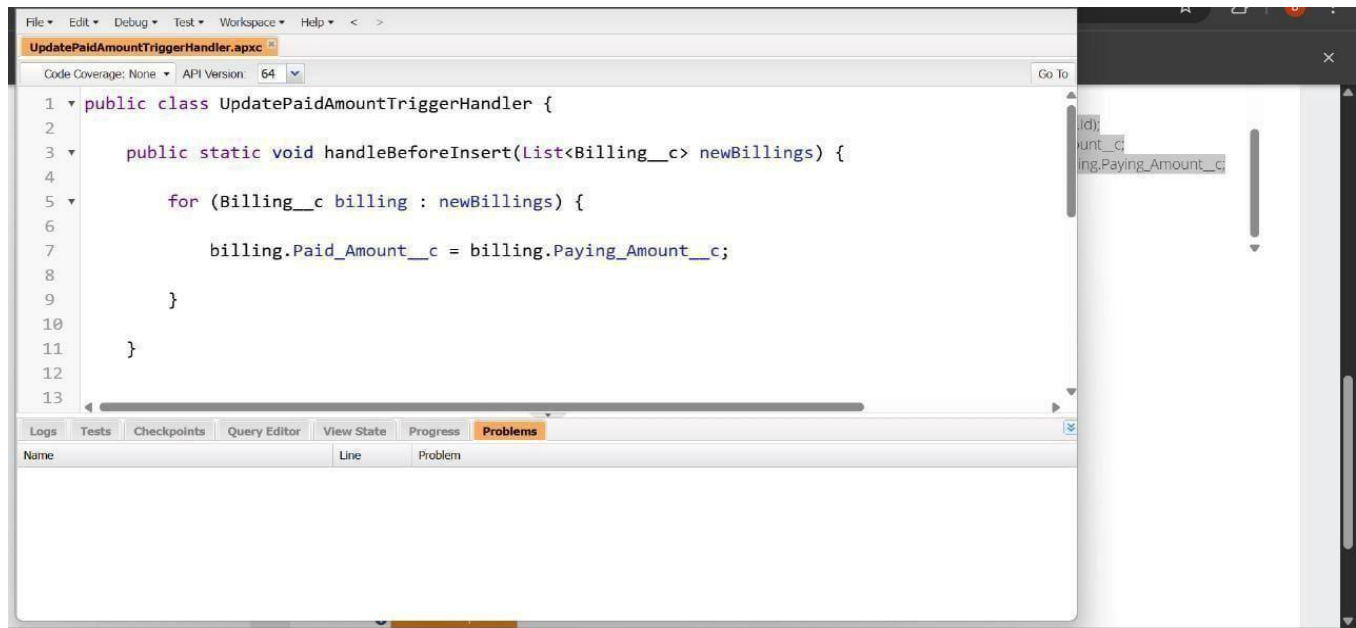 File Edit Debug Test Workspace Help < >
UpdatePaidAmountTriggerHandler.apxc
Code Coverage: None API Version: 64 Go To
1 public class UpdatePaidAmountTriggerHandler {
2
3 public static void handleBeforeInsert(List<Billing__c> newBillings) {
4
5 for (Billing__c billing : newBillings) {
6
7 billing.Paid_Amount__c = billing.Paying_Amount__c;
8
9 }
10
11 }
12
13
.Id);
unt__c;
ing.Paying_Amount__c;
Logs Tests Checkpoints Query Editor View State Progress Problems
Name Line Problem